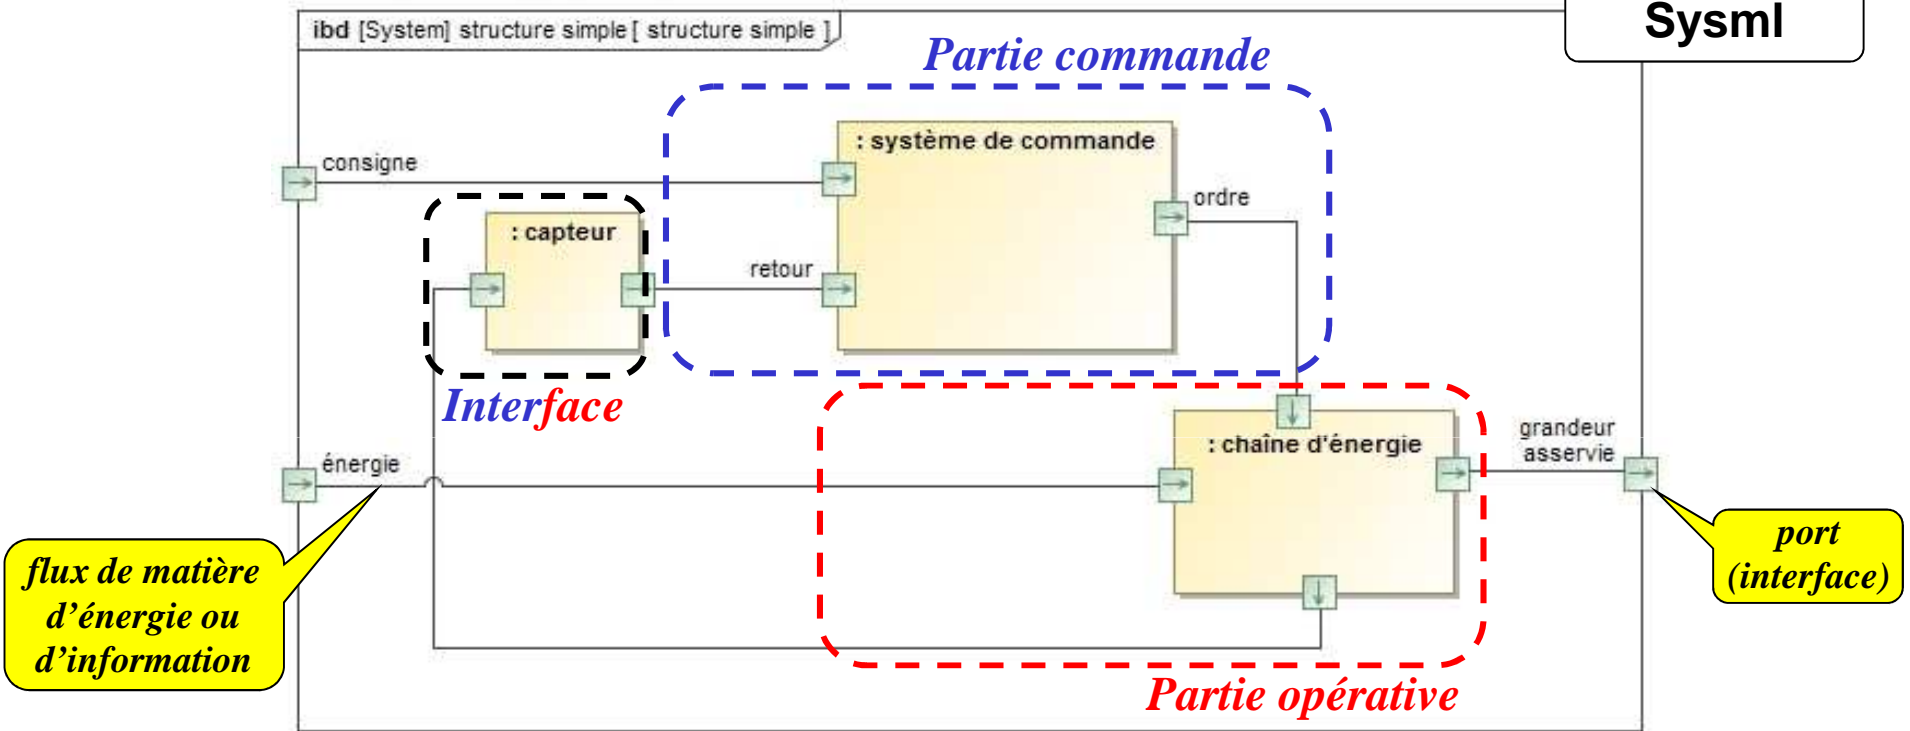 Sysml
ibd [System] structure simple [ structure simple ]
Partie commande
: système de commande
consigne
ordre
: capteur
retour
Interface
: chaîne d'énergie
grandeur
asservie
énergie
port
(interface)
flux de matière
d’énergie ou
d’information
Partie opérative